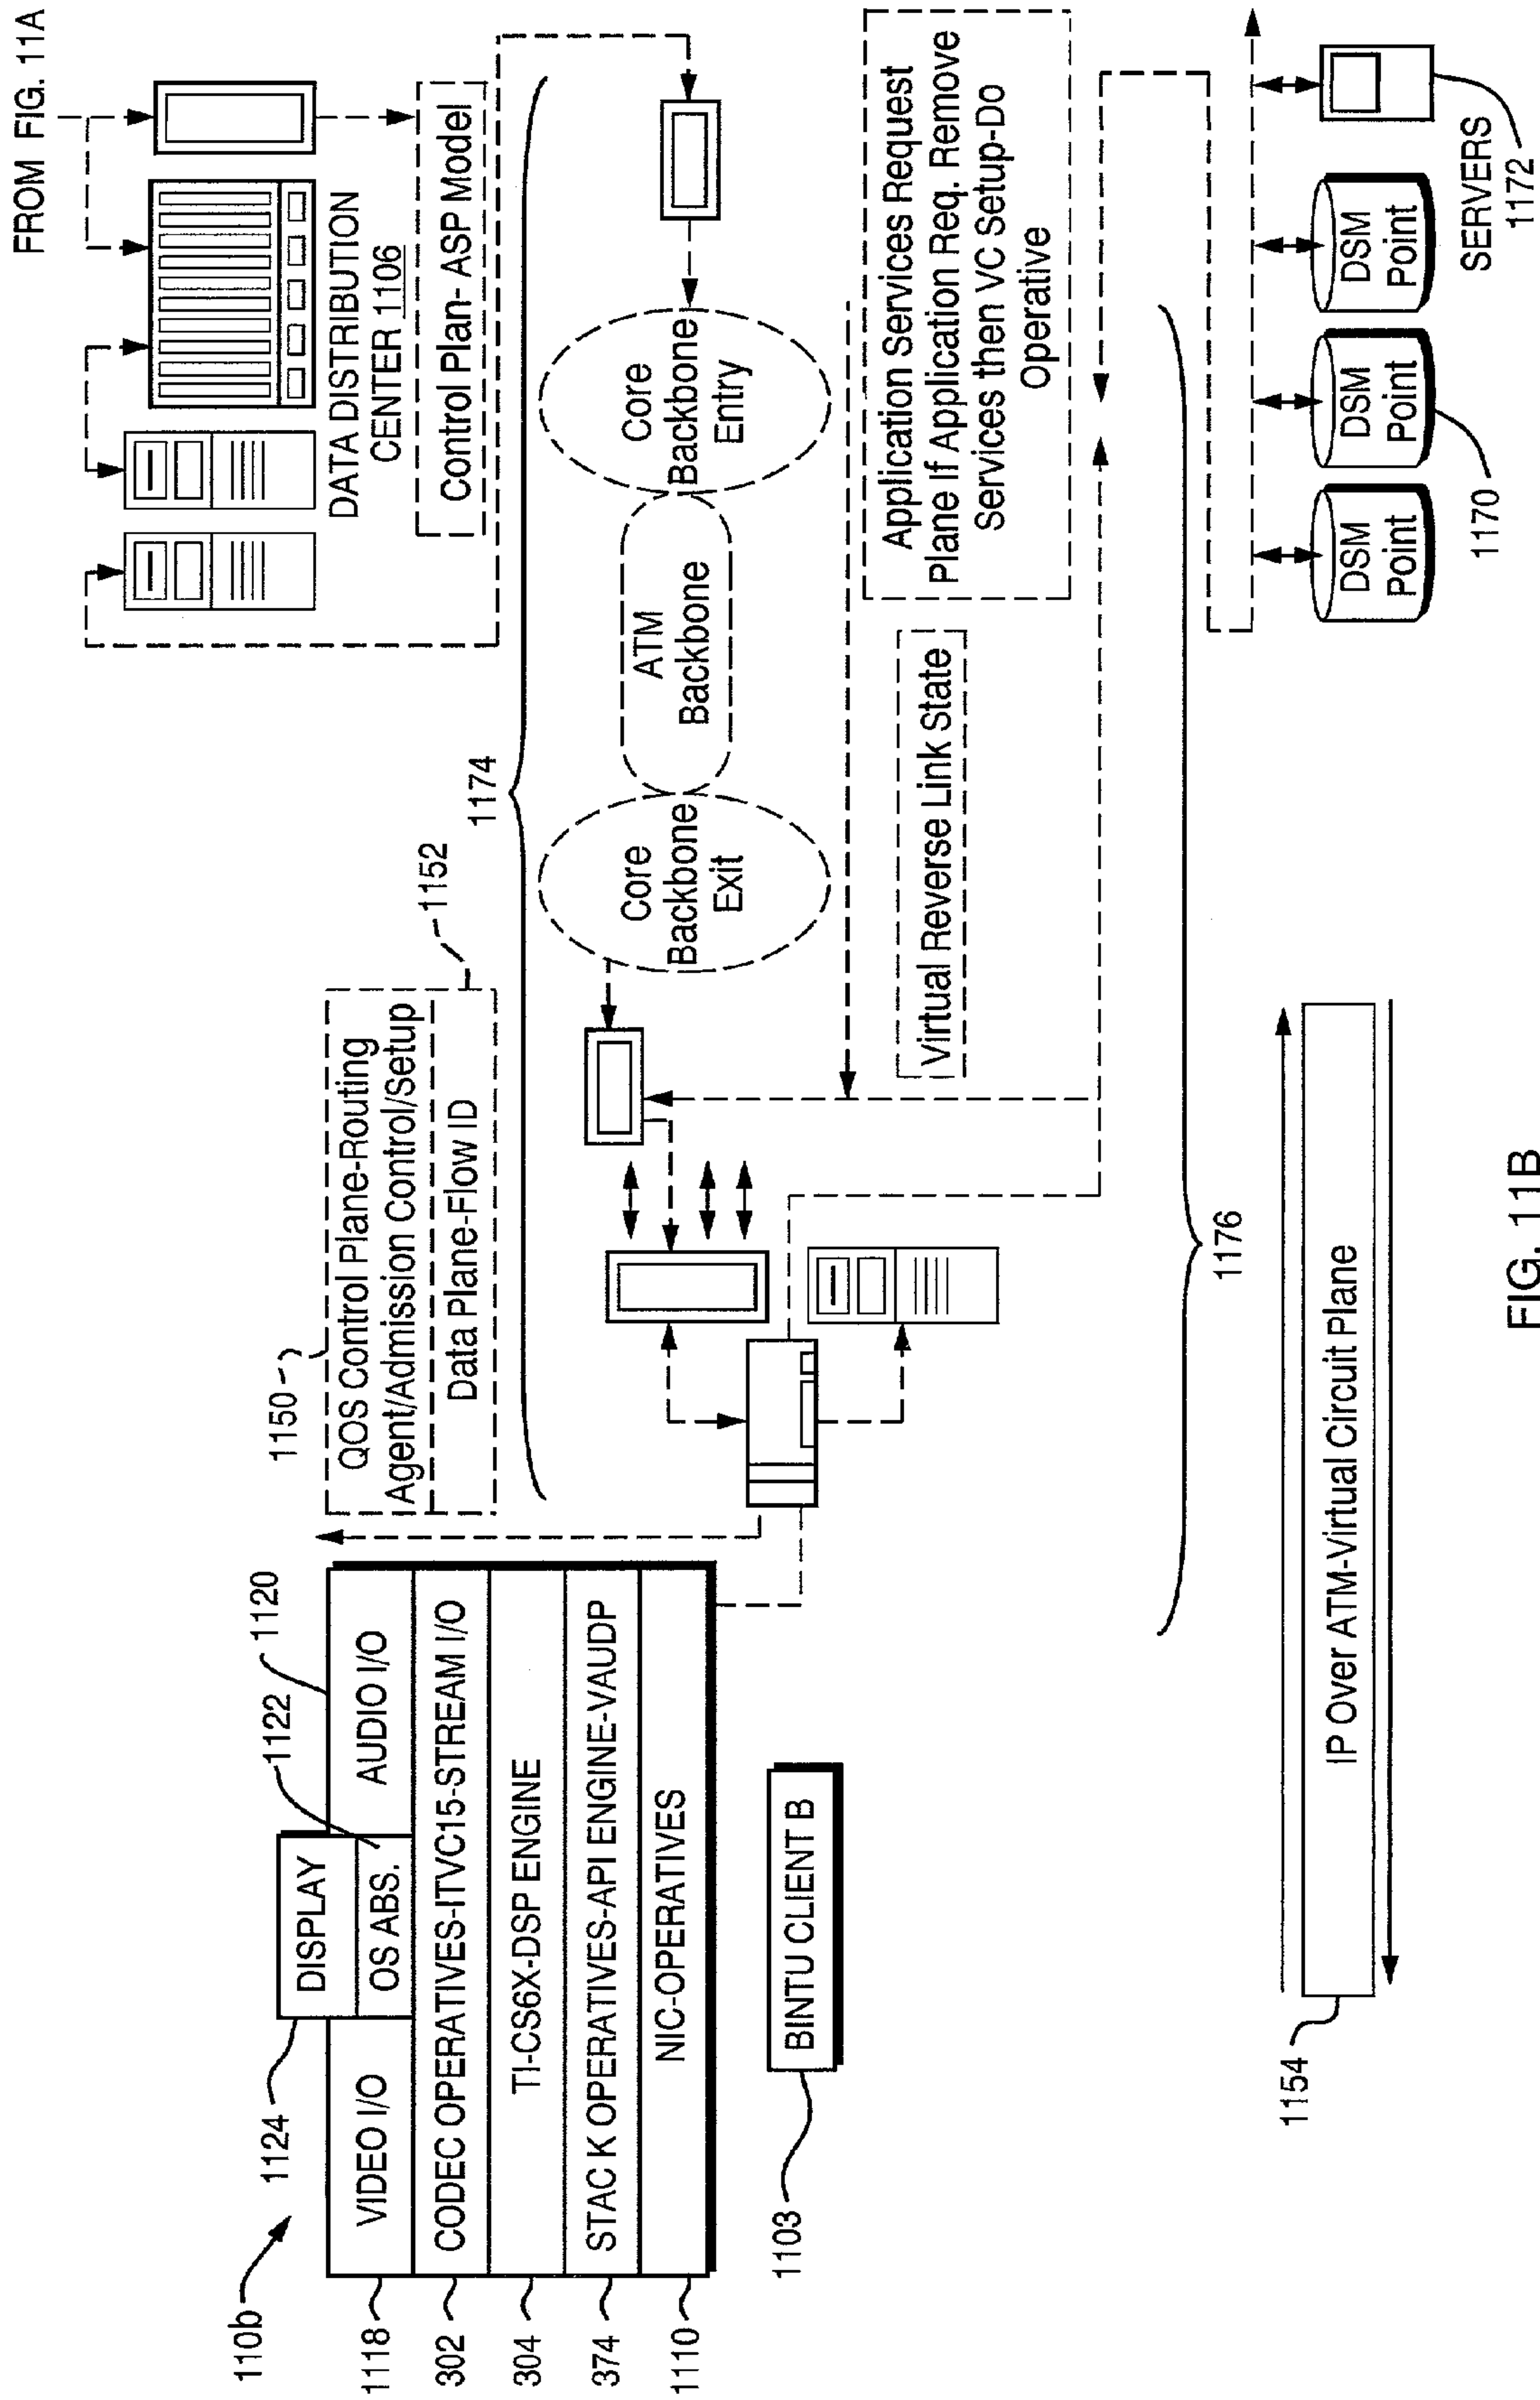 FROM FIG. 11A
DATA DISTRIBUTION
CENTER 1106
Control Plan- ASP Model
1150
QOS Control Plane-Routing
Agent/Admission Control/Setup
Data Plane-Flow ID
1152
1174
110b
1124
1122
1120
DISPLAY
OS ABS.
VIDEO I/O
AUDIO I/O
1118
CODEC OPERATIVES-ITVC15-STREAM I/O
302
TI-CS6X-DSP ENGINE
304
STAC K OPERATIVES-API ENGINE-VAUDP
374
NIC-OPERATIVES
1110
BINTU CLIENT B
1103
Core
Backbone
Exit
ATM
Backbone
Core
Backbone
Entry
Virtual Reverse Link State
Application Services Request
Plane If Application Req. Remove
Services then VC Setup-Do
Operative
1176
IP Over ATM-Virtual Circuit Plane
1154
DSM
Point
DSM
Point
DSM
Point
1170
SERVERS
1172
FIG. 11B